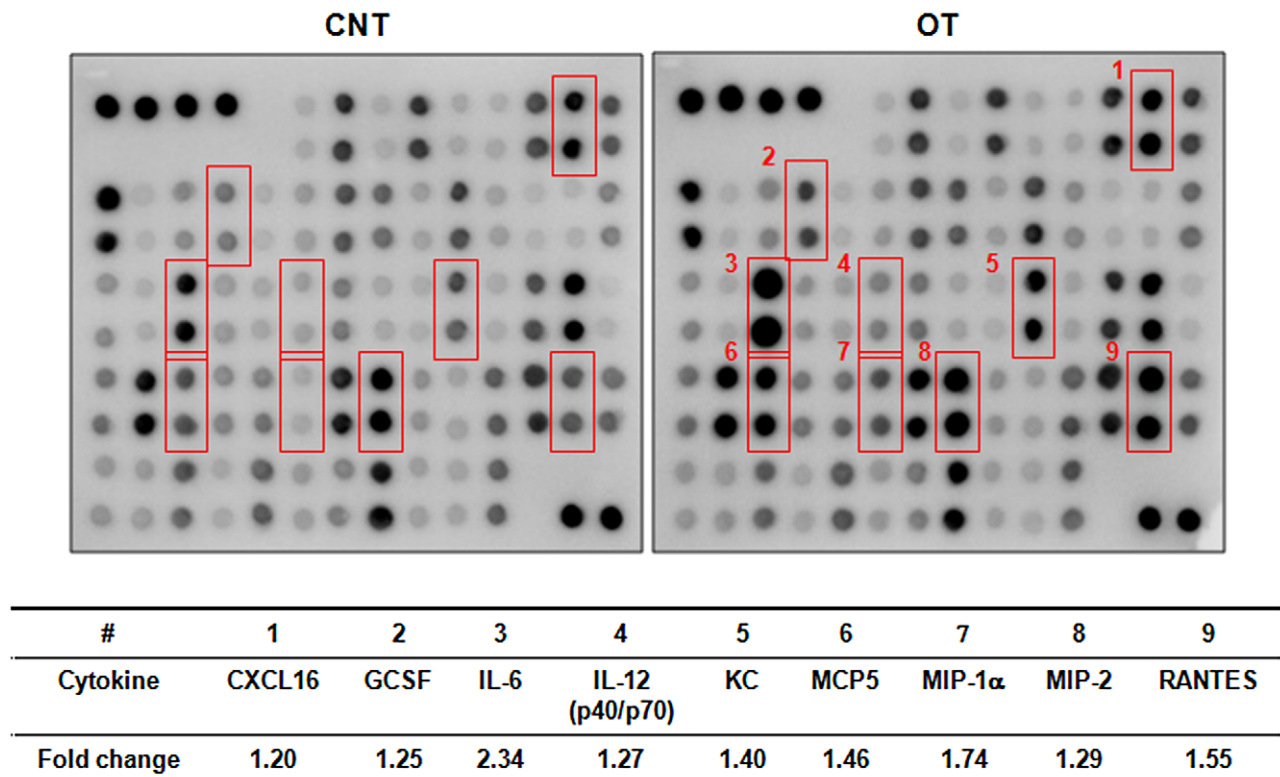 CNT OT
1
2
3 4 5
6 7 8 9
# 1 2 3 4 5 6 7 8 9
Cytokine CXCL16 GCSF IL-6 IL-12 (p40/p70) KC MCP5 MIP-1α MIP-2 RANTES
Fold change 1.20 1.25 2.34 1.27 1.40 1.46 1.74 1.29 1.55